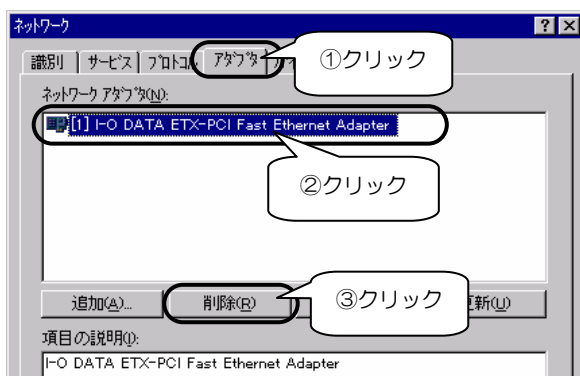 ネットワーク
識別 サービス プロトコル アダプタ
①クリック
ネットワーク アダプタ(N):
[1] I-O DATA ETX-PCI Fast Ethernet Adapter
②クリック
追加(A)... 削除(R) 更新(U)
③クリック
項目の説明(I):
I-O DATA ETX-PCI Fast Ethernet Adapter